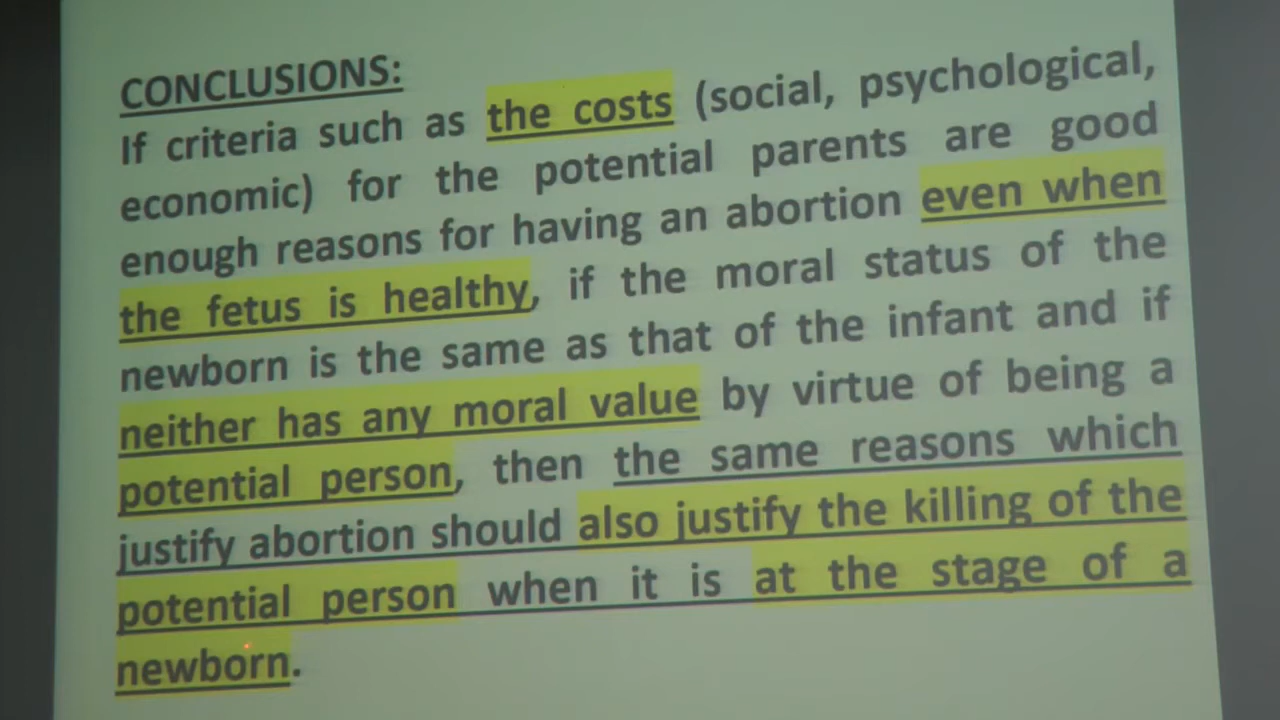 CONCLUSIONS:
If criteria such as the costs (social, psychological,
economic) for the potential parents are good
enough reasons for having an abortion even when
the fetus is healthy, if the moral status of the
newborn is the same as that of the infant and if
neither has any moral value by virtue of being a
potential person, then the same reasons which
justify abortion should also justify the killing of the
potential person when it is at the stage of a
newborn.